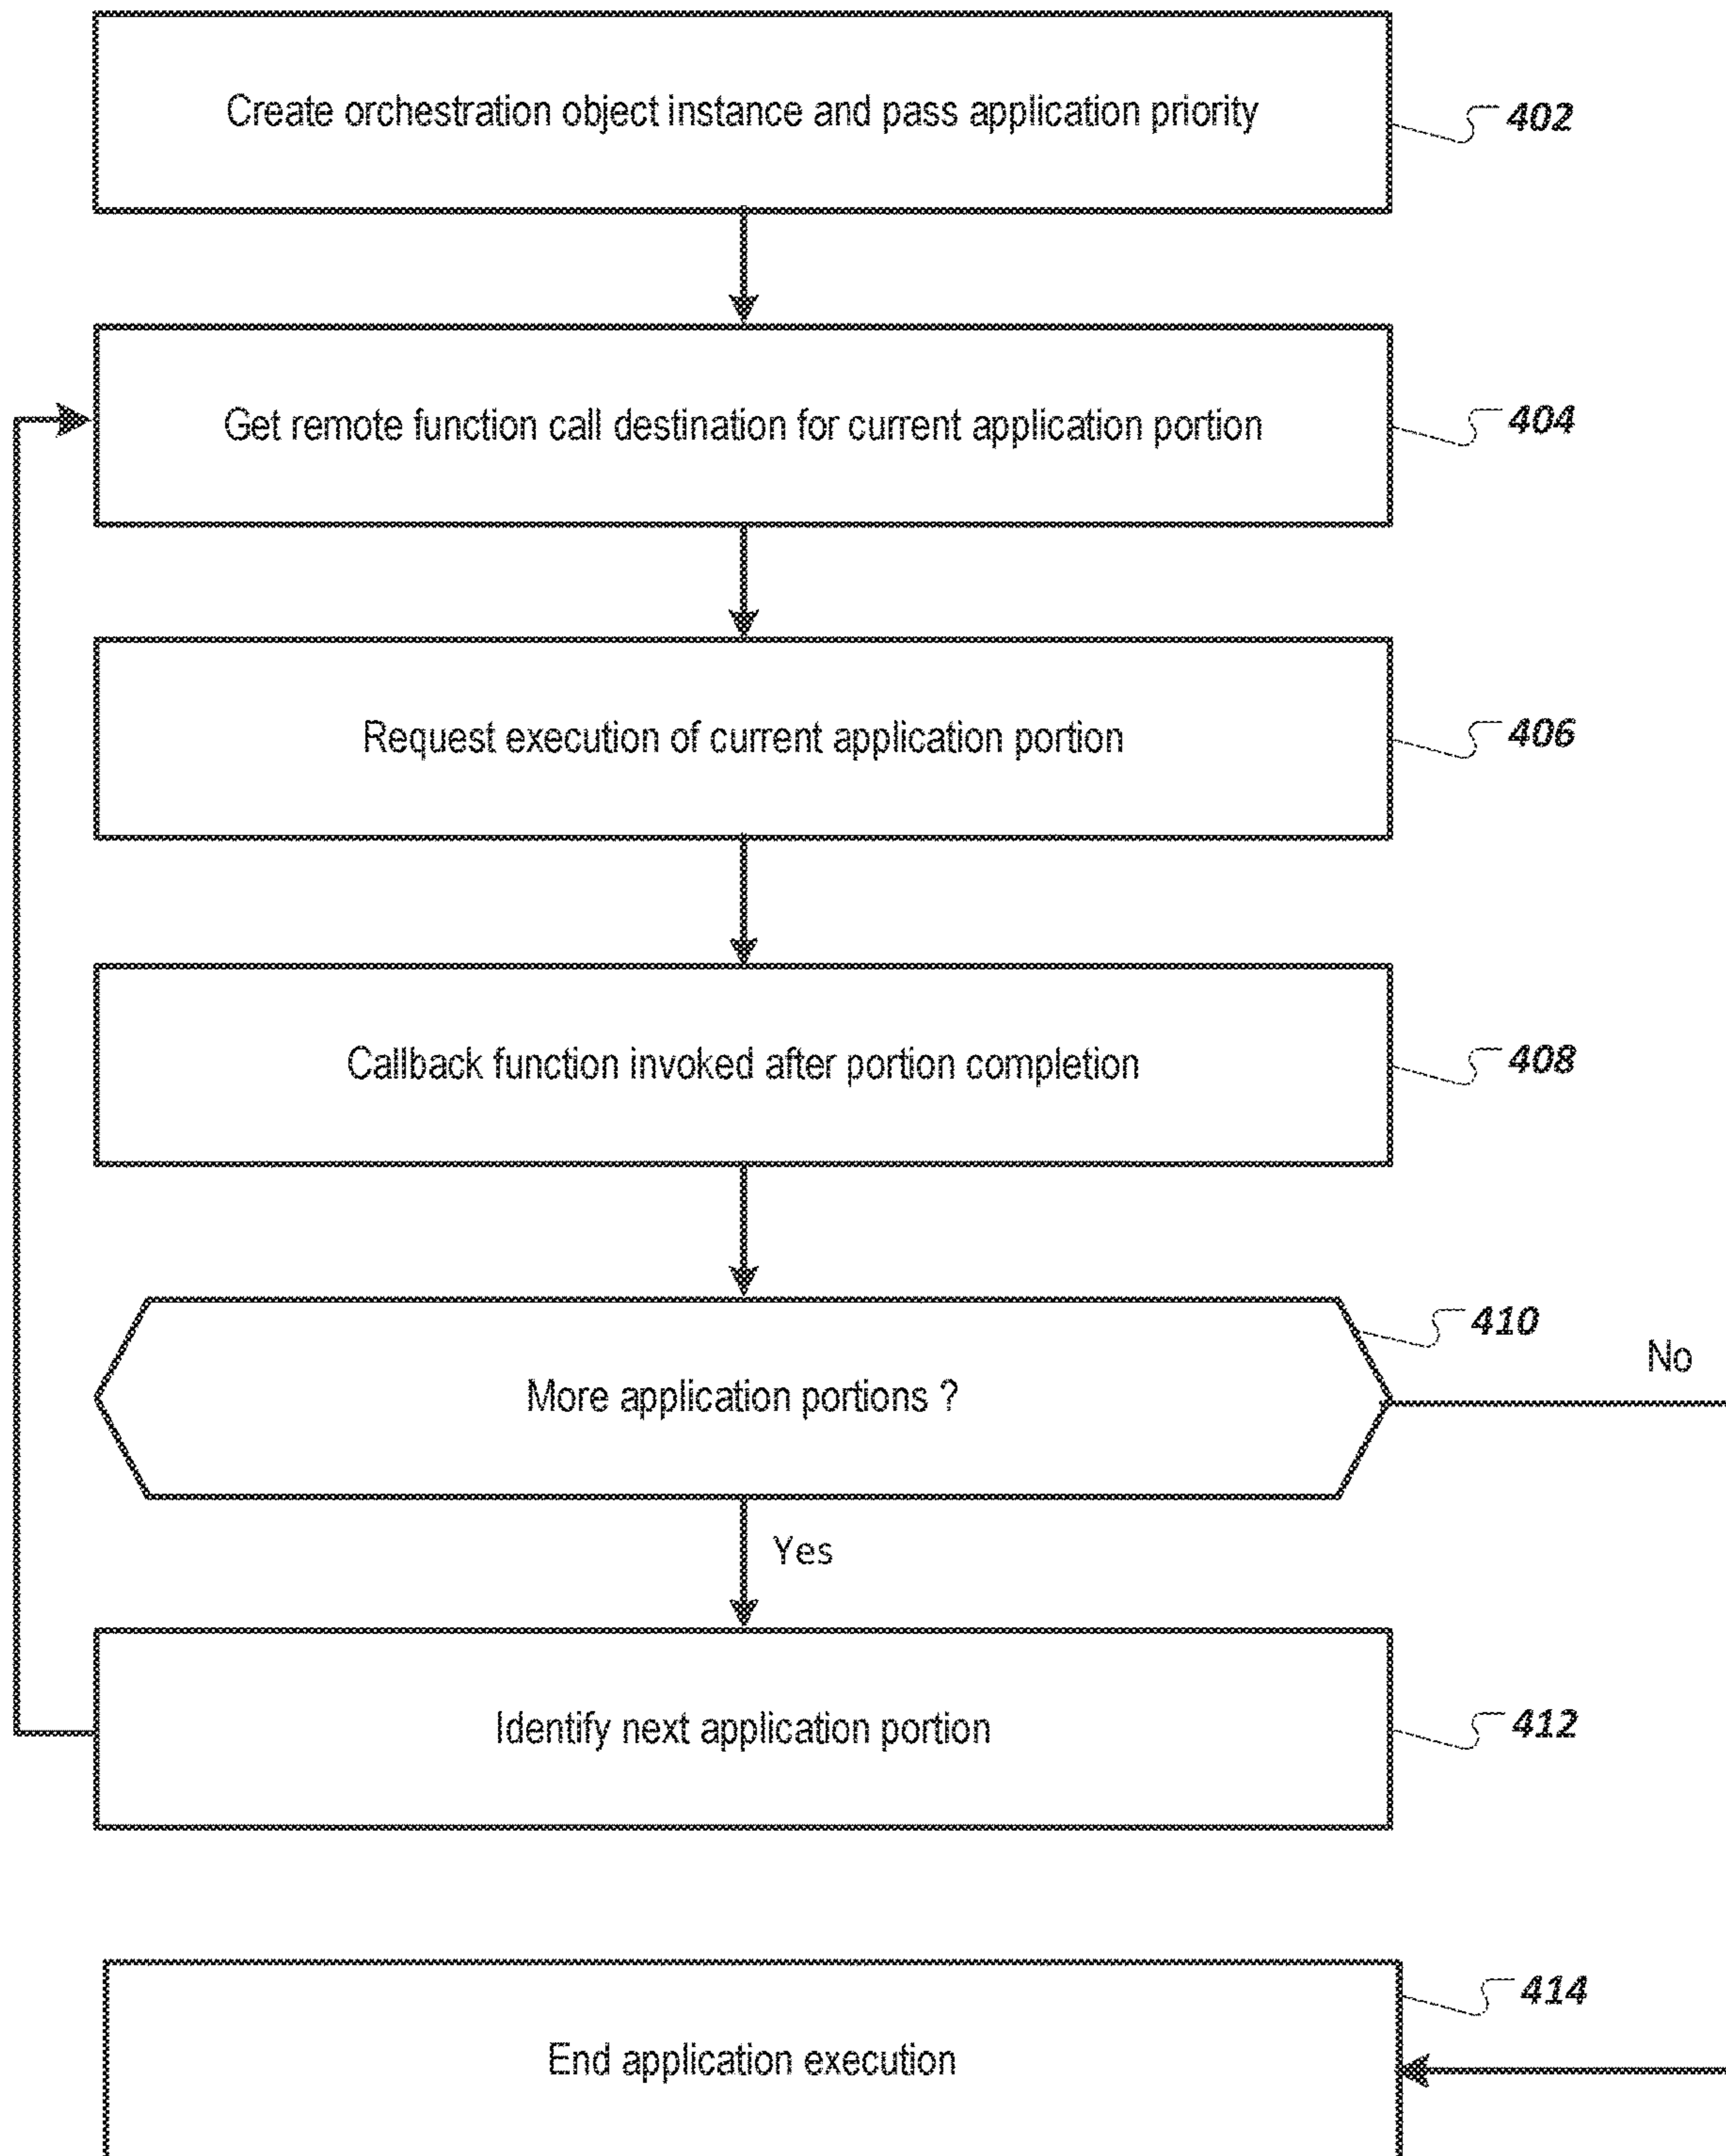 Create orchestration object instance and pass application priority
402
Get remote function call destination for current application portion
404
Request execution of current application portion
406
Callback function invoked after portion completion
408
410
No
More application portions ?
Yes
Identify next application portion
412
414
End application execution